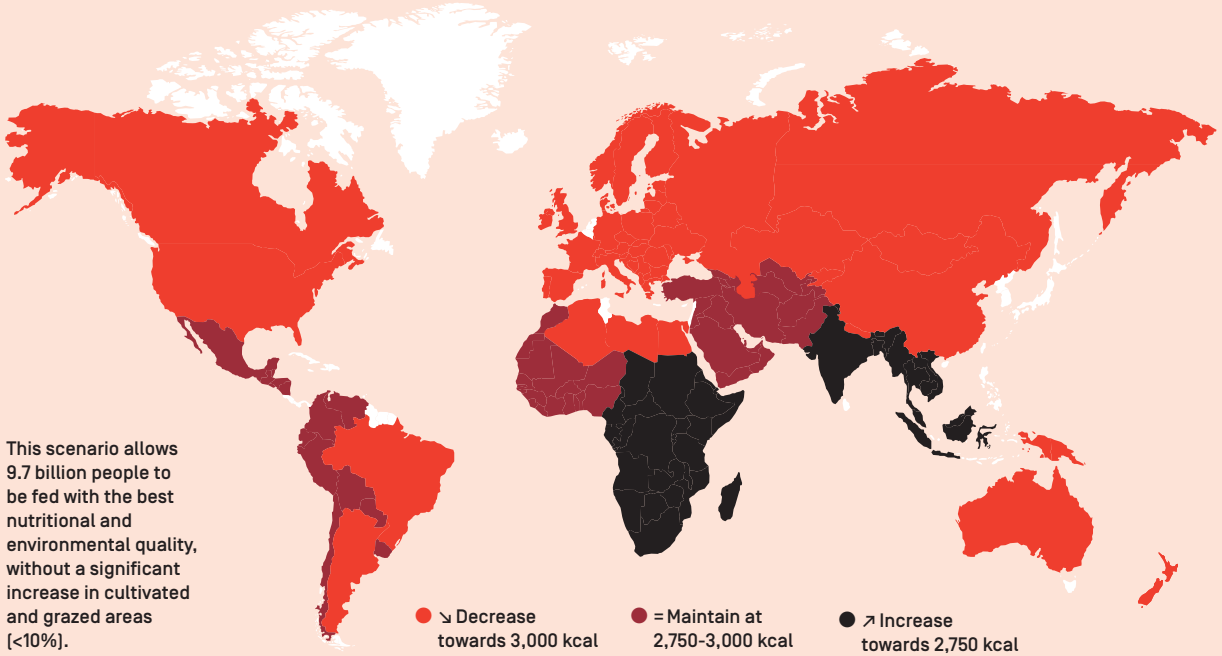 This scenario allows
9.7 billion people to
be fed with the best
nutritional and
environmental quality,
without a significant
increase in cultivated
and grazed areas
(<10%).
↘ Decrease
towards 3,000 kcal
= Maintain at
2,750-3,000 kcal
↗ Increase
towards 2,750 kcal